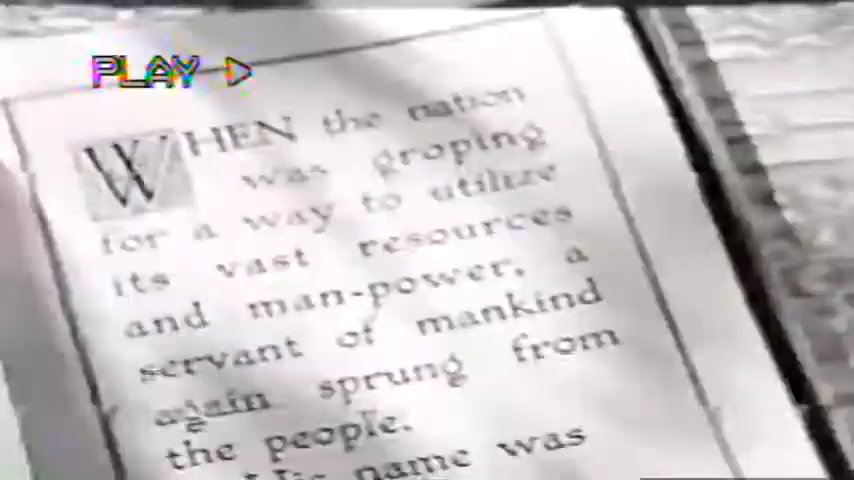 PLAY
WHEN the nation
was groping
for a way to utilize
its vast resources
and man-power, a
servant of mankind
again sprung from
the people.
His name was